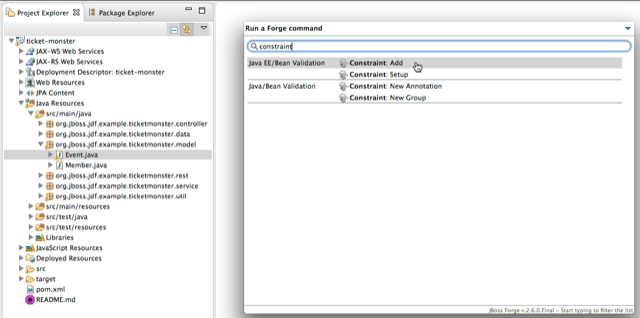 Project Explorer
Package Explorer
ticket-monster
JAX-WS Web Services
JAX-RS Web Services
Deployment Descriptor: ticket-monster
Web Resources
JPA Content
Java Resources
src/main/java
org.jboss.jdf.example.ticketmonster.controller
org.jboss.jdf.example.ticketmonster.data
org.jboss.jdf.example.ticketmonster.model
Event.java
Member.java
org.jboss.jdf.example.ticketmonster.rest
org.jboss.jdf.example.ticketmonster.service
org.jboss.jdf.example.ticketmonster.util
src/main/resources
src/test/java
src/test/resources
Libraries
JavaScript Resources
Deployed Resources
src
target
pom.xml
README.md
Run a Forge command
constraint
Java EE/Bean Validation Constraint: Add
Constraint: Setup
Java/Bean Validation Constraint: New Annotation
Constraint: New Group
JBoss Forge v.2.6.0.Final - Start typing to filter the list